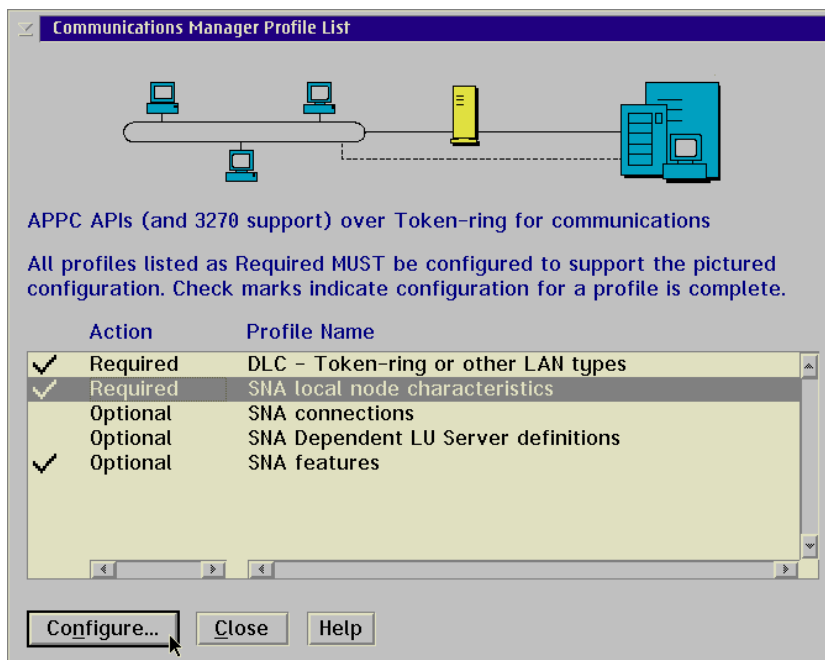 Communications Manager Profile List
APPC APIs (and 3270 support) over Token-ring for communications
All profiles listed as Required MUST be configured to support the pictured
configuration. Check marks indicate configuration for a profile is complete.
Action Profile Name
Required DLC - Token-ring or other LAN types
Required SNA local node characteristics
Optional SNA connections
Optional SNA Dependent LU Server definitions
Optional SNA features
Configure... Close Help